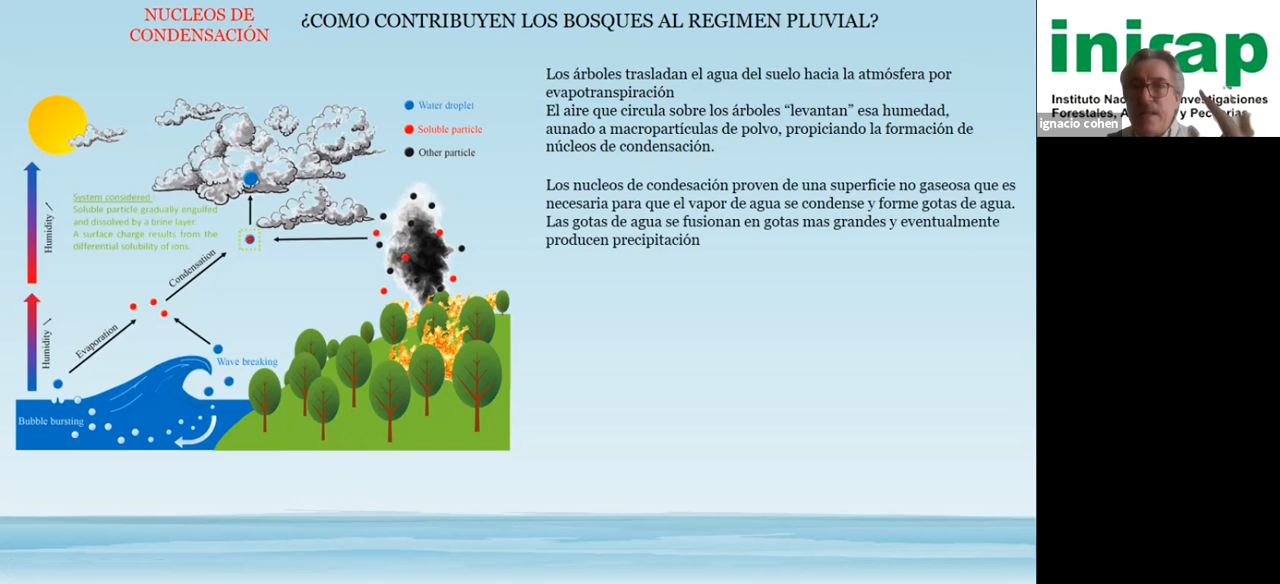 NUCLEOS DE
CONDENSACIÓN
¿COMO CONTRIBUYEN LOS BOSQUES AL REGIMEN PLUVIAL?
Los árboles trasladan el agua del suelo hacia la atmósfera por
evapotranspiración
El aire que circula sobre los árboles “levantan” esa humedad,
aunado a macropartículas de polvo, propiciando la formación de
núcleos de condensación.
Los nucleos de condesación proven de una superficie no gaseosa que es
necesaria para que el vapor de agua se condense y forme gotas de agua.
Las gotas de agua se fusionan en gotas mas grandes y eventualmente
producen precipitación
Water droplet
Soluble particle
Other particle
System considered
Soluble particle gradually engulfed
and dissolved by a brine layer.
A surface charge results from the
differential solubility of ions.
Humidity
Humidity
Condensation
Evaporation
Wave breaking
Bubble bursting
Instituto
Forestales, y
ignacio cohen